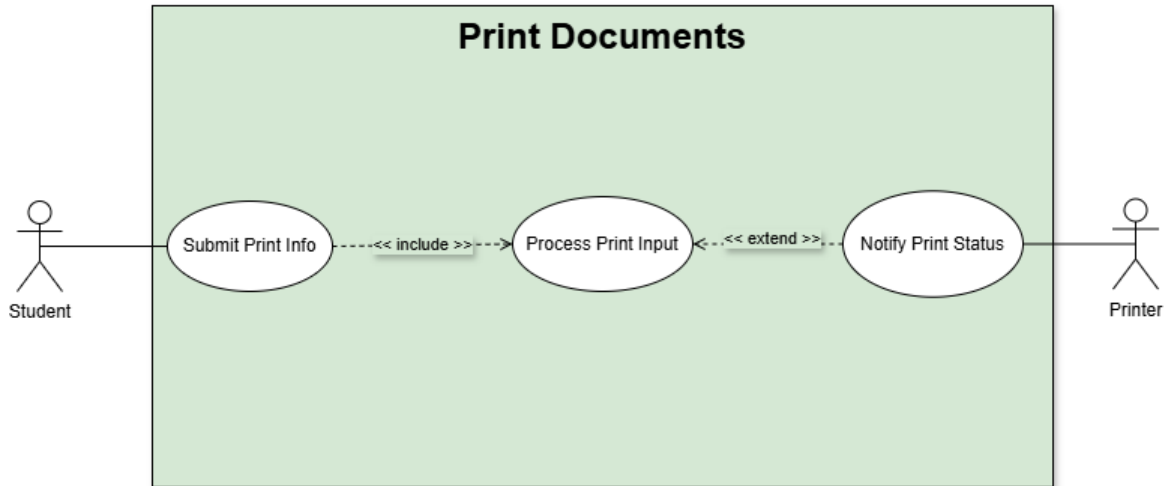 Print Documents
Submit Print Info
<< include >>
Process Print Input
<< extend >>
Notify Print Status
Student
Printer